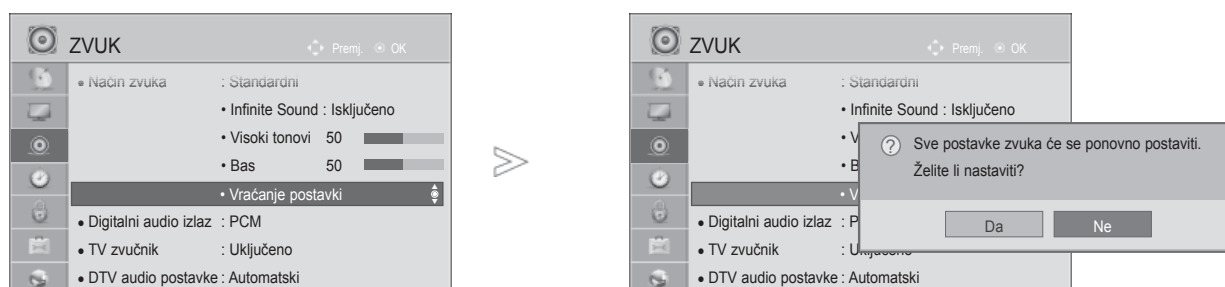 ZVUK
Premj. OK
• Način zvuka : Standardni
• Infinite Sound : Isključeno
• Visoki tonovi 50
• Bas 50
• Vraćanje postavki
• Digitalni audio izlaz : PCM
• TV zvučnik : Uključeno
• DTV audio postavke : Automatski
ZVUK
Premj. OK
• Način zvuka : Standardni
• Infinite Sound : Isključeno
• V
• B
• V
• Digitalni audio izlaz : P
• TV zvučnik : Uključeno
• DTV audio postavke : Automatski
? Sve postavke zvuka će se ponovno postaviti.
Želite li nastaviti?
Da
Ne